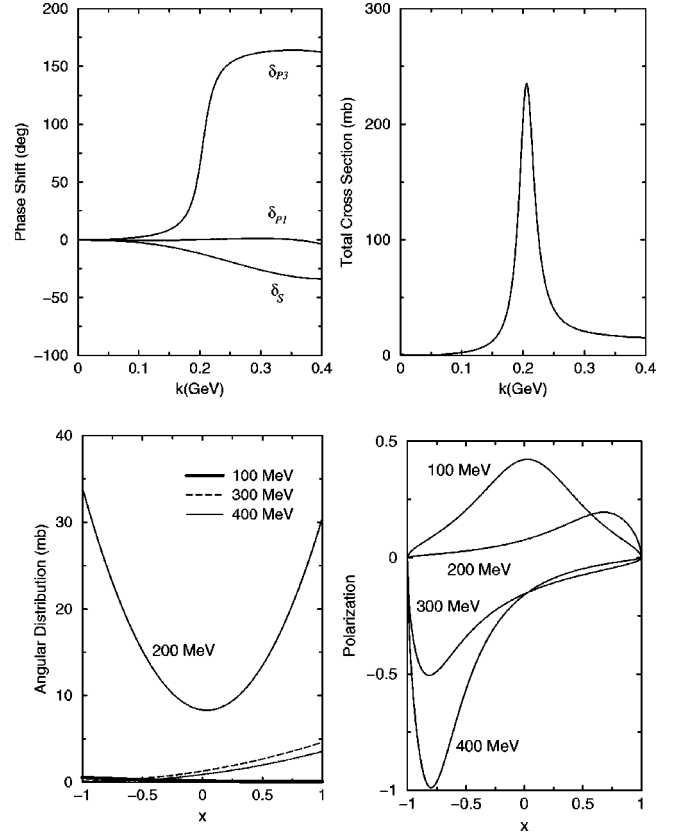 200
150
100
50
0
−50
−100
Phase Shift (deg)
δP3
δP1
δS
0 0.1 0.2 0.3 0.4
k(GeV)
300
200
100
0
Total Cross Section (mb)
0 0.1 0.2 0.3 0.4
k(GeV)
40
30
20
10
0
Angular Distribution (mb)
100 MeV
300 MeV
400 MeV
200 MeV
−1 −0.5 0 0.5 1
x
0.5
0
−0.5
−1
Polarization
100 MeV
200 MeV
300 MeV
400 MeV
−1 −0.5 0 0.5 1
x